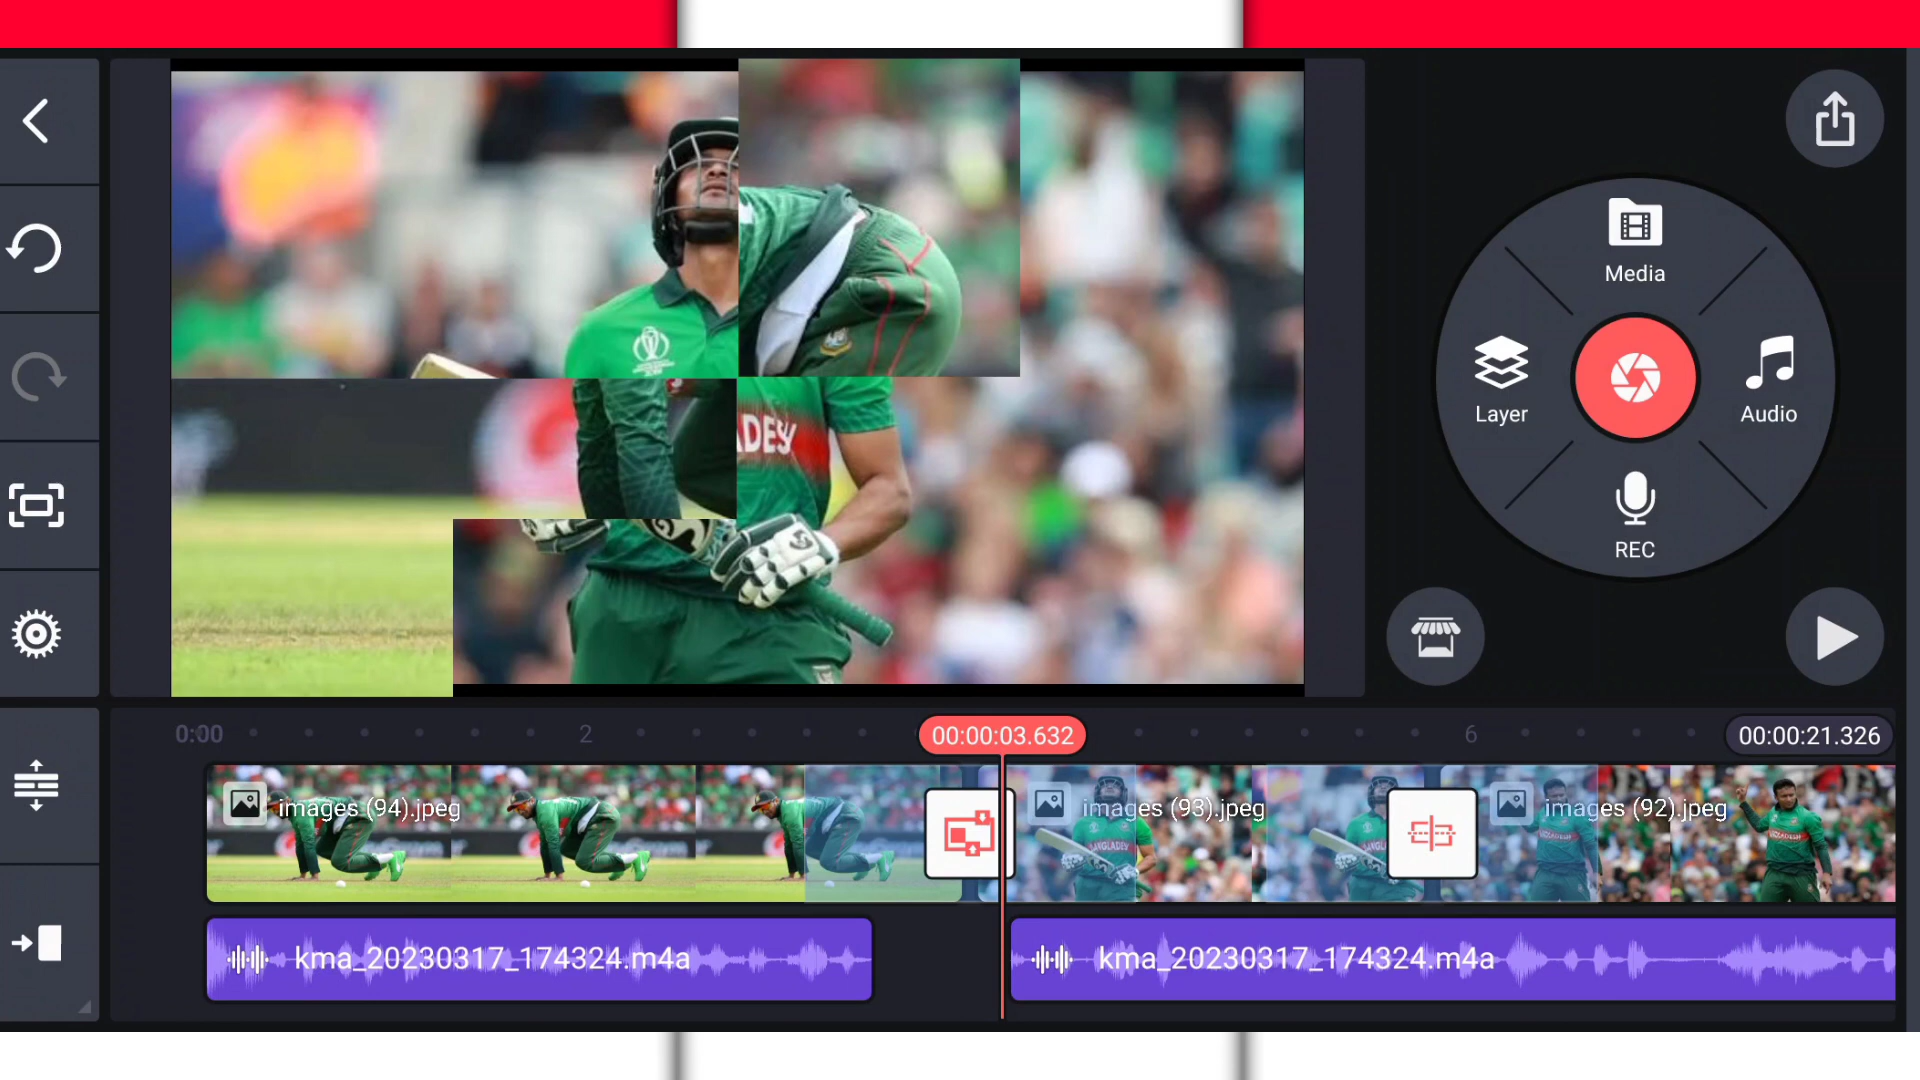 Media
Layer
Audio
REC
ADESH
0:00
2
00:00:03.632
6
00:00:21.326
images (94).jpeg
images (93).jpeg
images (92).jpeg
kma_20230317_174324.m4a
kma_20230317_174324.m4a